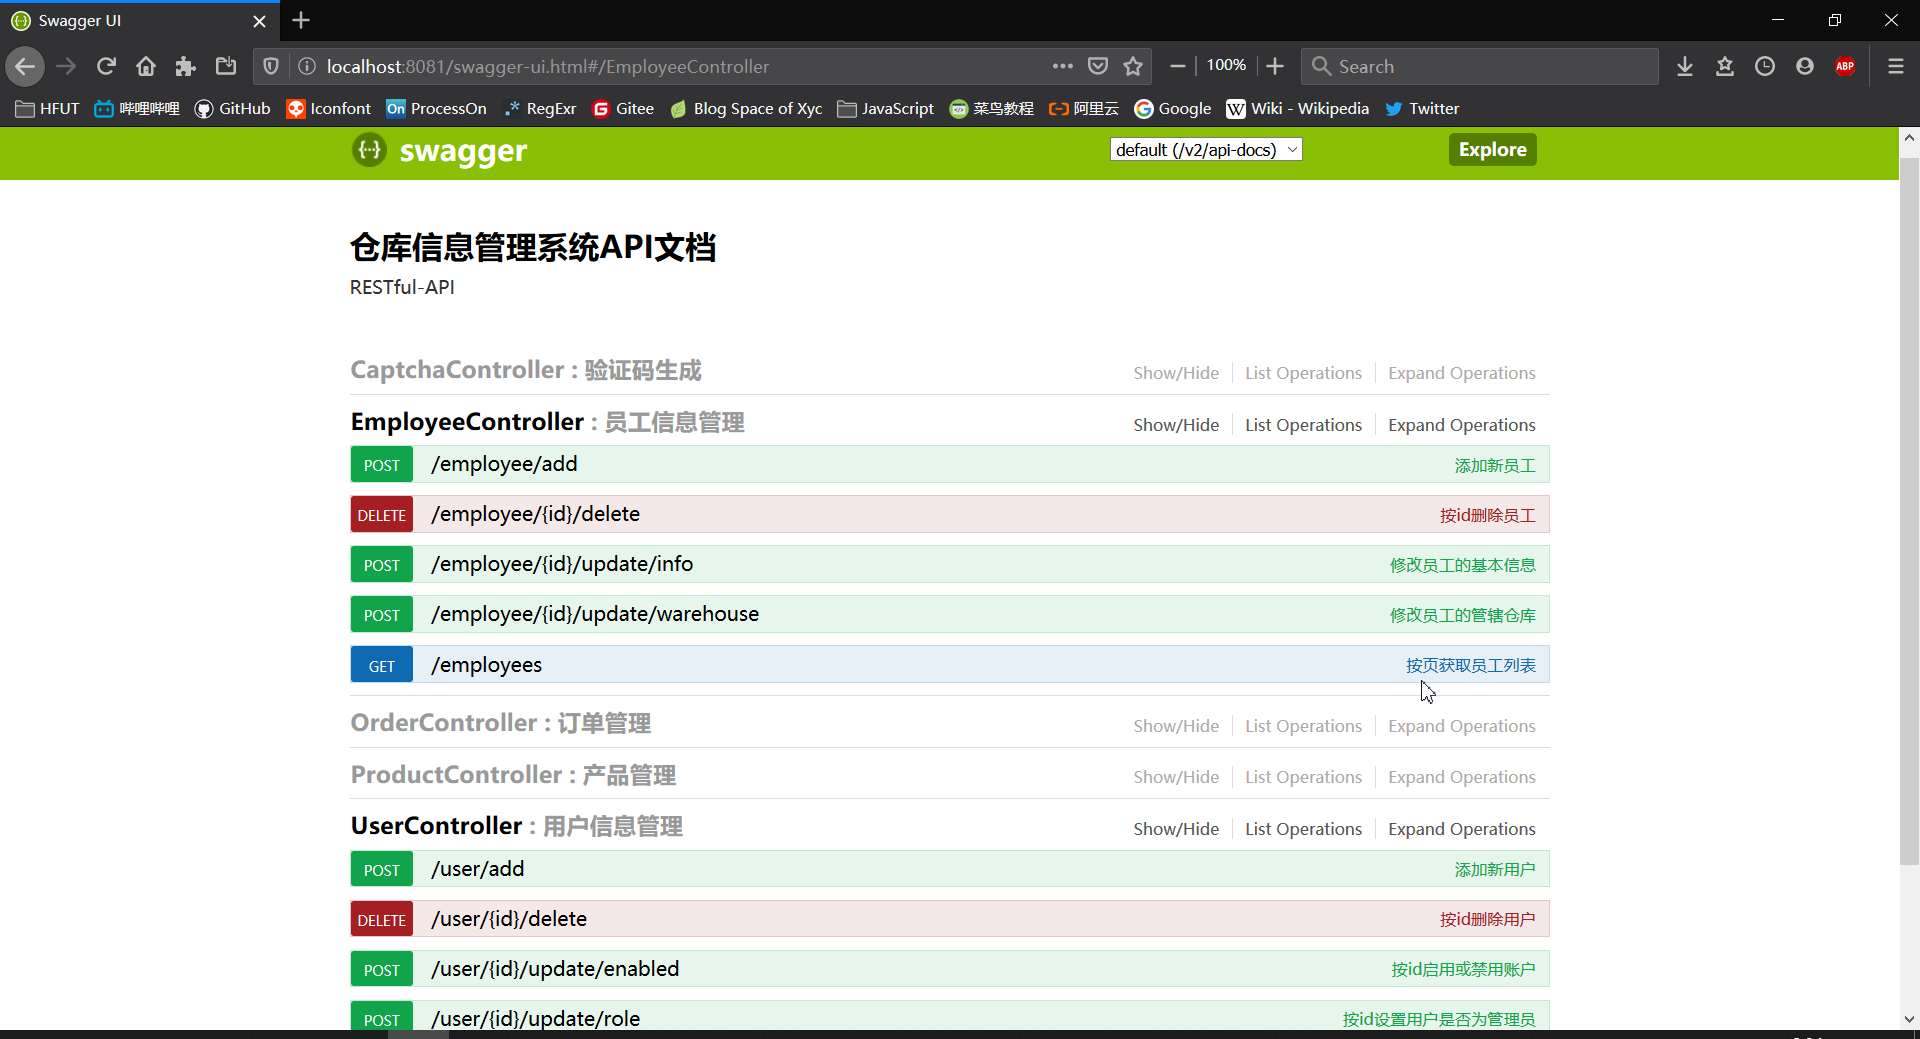 Swagger UI
localhost:8081/swagger-ui.html#/EmployeeController
100%
Search
ABP
HFUT 哔哩哔哩 GitHub Iconfont On ProcessOn .* RegExr G Gitee Blog Space of Xyc JavaScript 菜鸟教程 阿里云 Google W Wiki - Wikipedia Twitter
{··} swagger default (/v2/api-docs) Explore
仓库信息管理系统API文档
RESTful-API
CaptchaController : 验证码生成 Show/Hide List Operations Expand Operations
EmployeeController : 员工信息管理 Show/Hide List Operations Expand Operations
POST /employee/add 添加新员工
DELETE /employee/{id}/delete 按id删除员工
POST /employee/{id}/update/info 修改员工的基本信息
POST /employee/{id}/update/warehouse 修改员工的管辖仓库
GET /employees 按页获取员工列表
OrderController : 订单管理 Show/Hide List Operations Expand Operations
ProductController : 产品管理 Show/Hide List Operations Expand Operations
UserController : 用户信息管理 Show/Hide List Operations Expand Operations
POST /user/add 添加新用户
DELETE /user/{id}/delete 按id删除用户
POST /user/{id}/update/enabled 按id启用或禁用账户
POST /user/{id}/update/role 按id设置用户是否为管理员